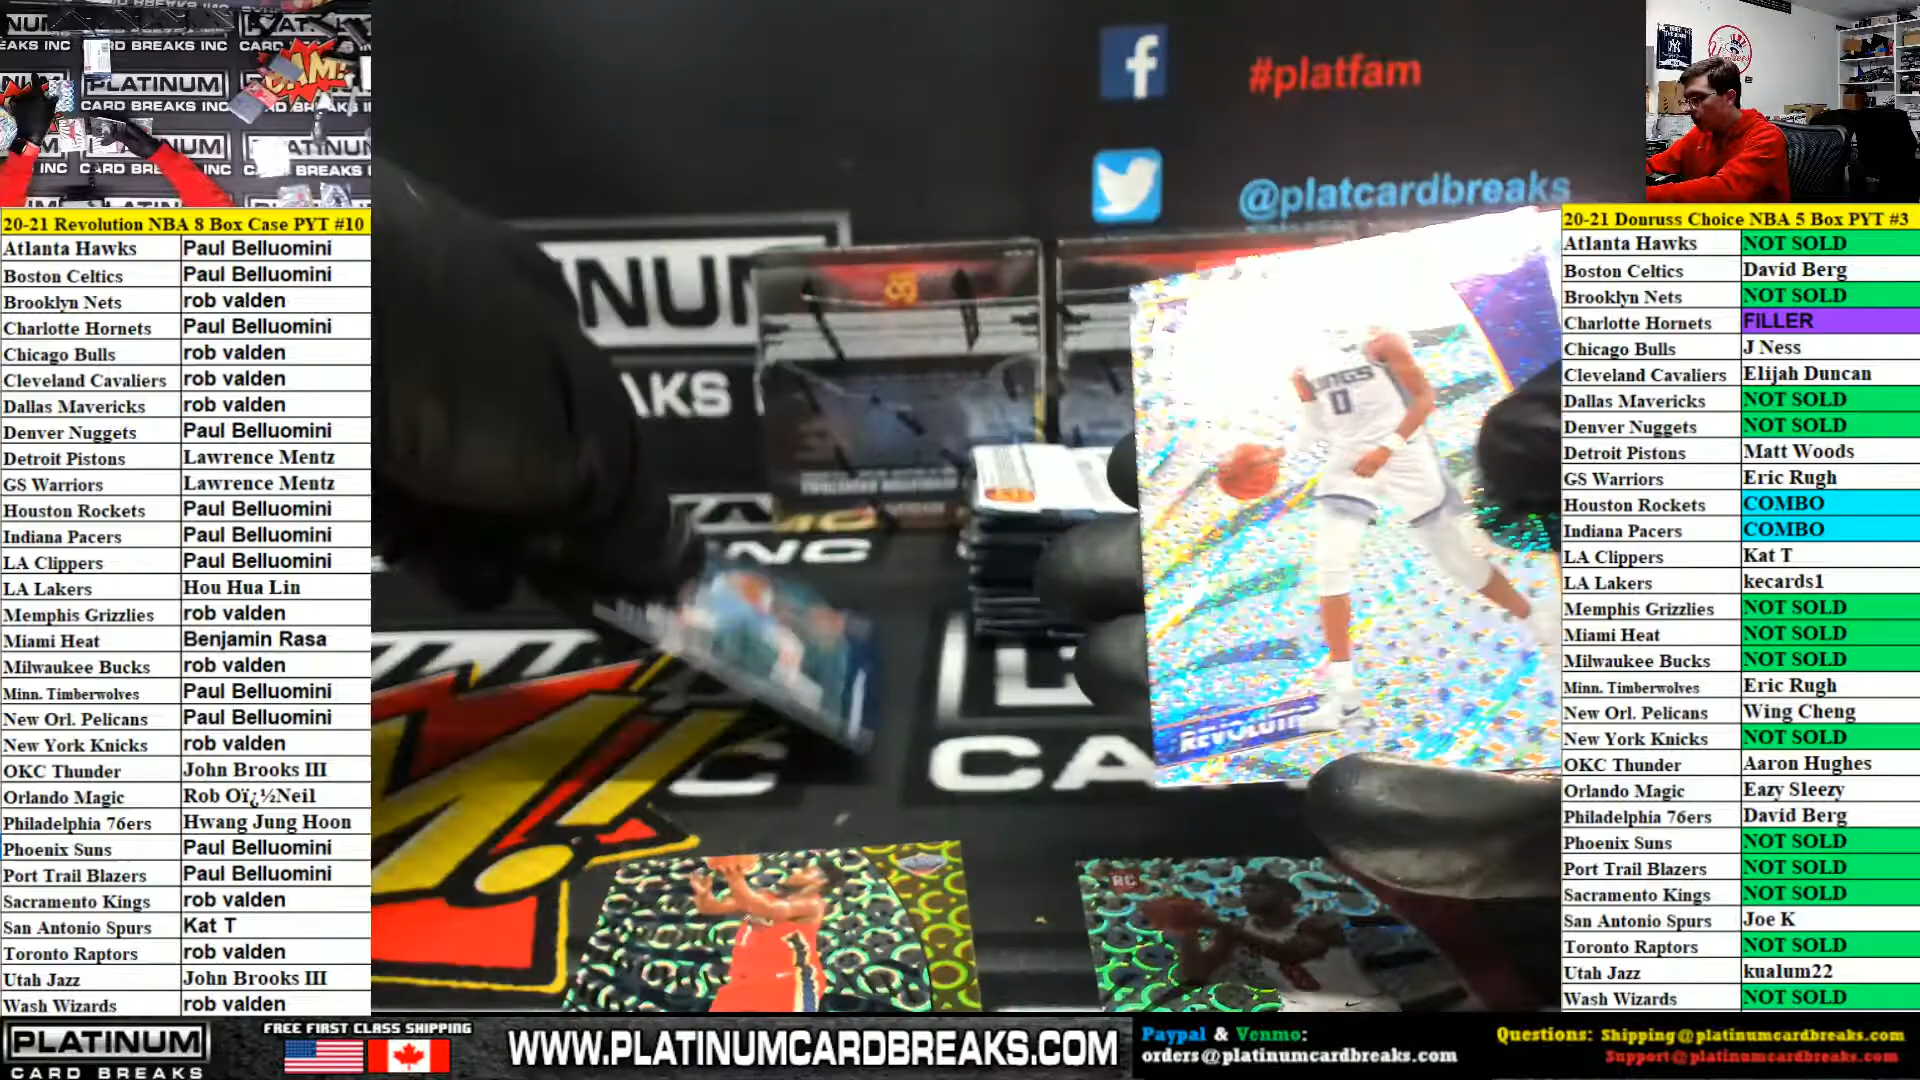 #platfam
@platcardbreaks
20-21 Revolution NBA 8 Box Case PYT #10
Atlanta Hawks Paul Belluomini
Boston Celtics Paul Belluomini
Brooklyn Nets rob valden
Charlotte Hornets Paul Belluomini
Chicago Bulls rob valden
Cleveland Cavaliers rob valden
Dallas Mavericks rob valden
Denver Nuggets Paul Belluomini
Detroit Pistons Lawrence Mentz
GS Warriors Lawrence Mentz
Houston Rockets Paul Belluomini
Indiana Pacers Paul Belluomini
LA Clippers Paul Belluomini
LA Lakers Hou Hua Lin
Memphis Grizzlies rob valden
Miami Heat Benjamin Rasa
Milwaukee Bucks rob valden
Minn. Timberwolves Paul Belluomini
New Orl. Pelicans Paul Belluomini
New York Knicks rob valden
OKC Thunder John Brooks III
Orlando Magic Rob Oï¿½Neil
Philadelphia 76ers Hwang Jung Hoon
Phoenix Suns Paul Belluomini
Port Trail Blazers Paul Belluomini
Sacramento Kings rob valden
San Antonio Spurs Kat T
Toronto Raptors rob valden
Utah Jazz John Brooks III
Wash Wizards rob valden
PLATINUM
CARD BREAKS INC
BAM!
KINGS
0
REVOLUTION
RC
20-21 Donruss Choice NBA 5 Box PYT #3
Atlanta Hawks NOT SOLD
Boston Celtics David Berg
Brooklyn Nets NOT SOLD
Charlotte Hornets FILLER
Chicago Bulls J Ness
Cleveland Cavaliers Elijah Duncan
Dallas Mavericks NOT SOLD
Denver Nuggets NOT SOLD
Detroit Pistons Matt Woods
GS Warriors Eric Rugh
Houston Rockets COMBO
Indiana Pacers COMBO
LA Clippers Kat T
LA Lakers kecards1
Memphis Grizzlies NOT SOLD
Miami Heat NOT SOLD
Milwaukee Bucks NOT SOLD
Minn. Timberwolves Eric Rugh
New Orl. Pelicans Wing Cheng
New York Knicks NOT SOLD
OKC Thunder Aaron Hughes
Orlando Magic Eazy Sleezy
Philadelphia 76ers David Berg
Phoenix Suns NOT SOLD
Port Trail Blazers NOT SOLD
Sacramento Kings NOT SOLD
San Antonio Spurs Joe K
Toronto Raptors NOT SOLD
Utah Jazz kualum22
Wash Wizards NOT SOLD
PLATINUM
CARD BREAKS
FREE FIRST CLASS SHIPPING
WWW.PLATINUMCARDBREAKS.COM
Paypal & Venmo:
orders@platinumcardbreaks.com
Questions: Shipping@platinumcardbreaks.com
Support@platinumcardbreaks.com